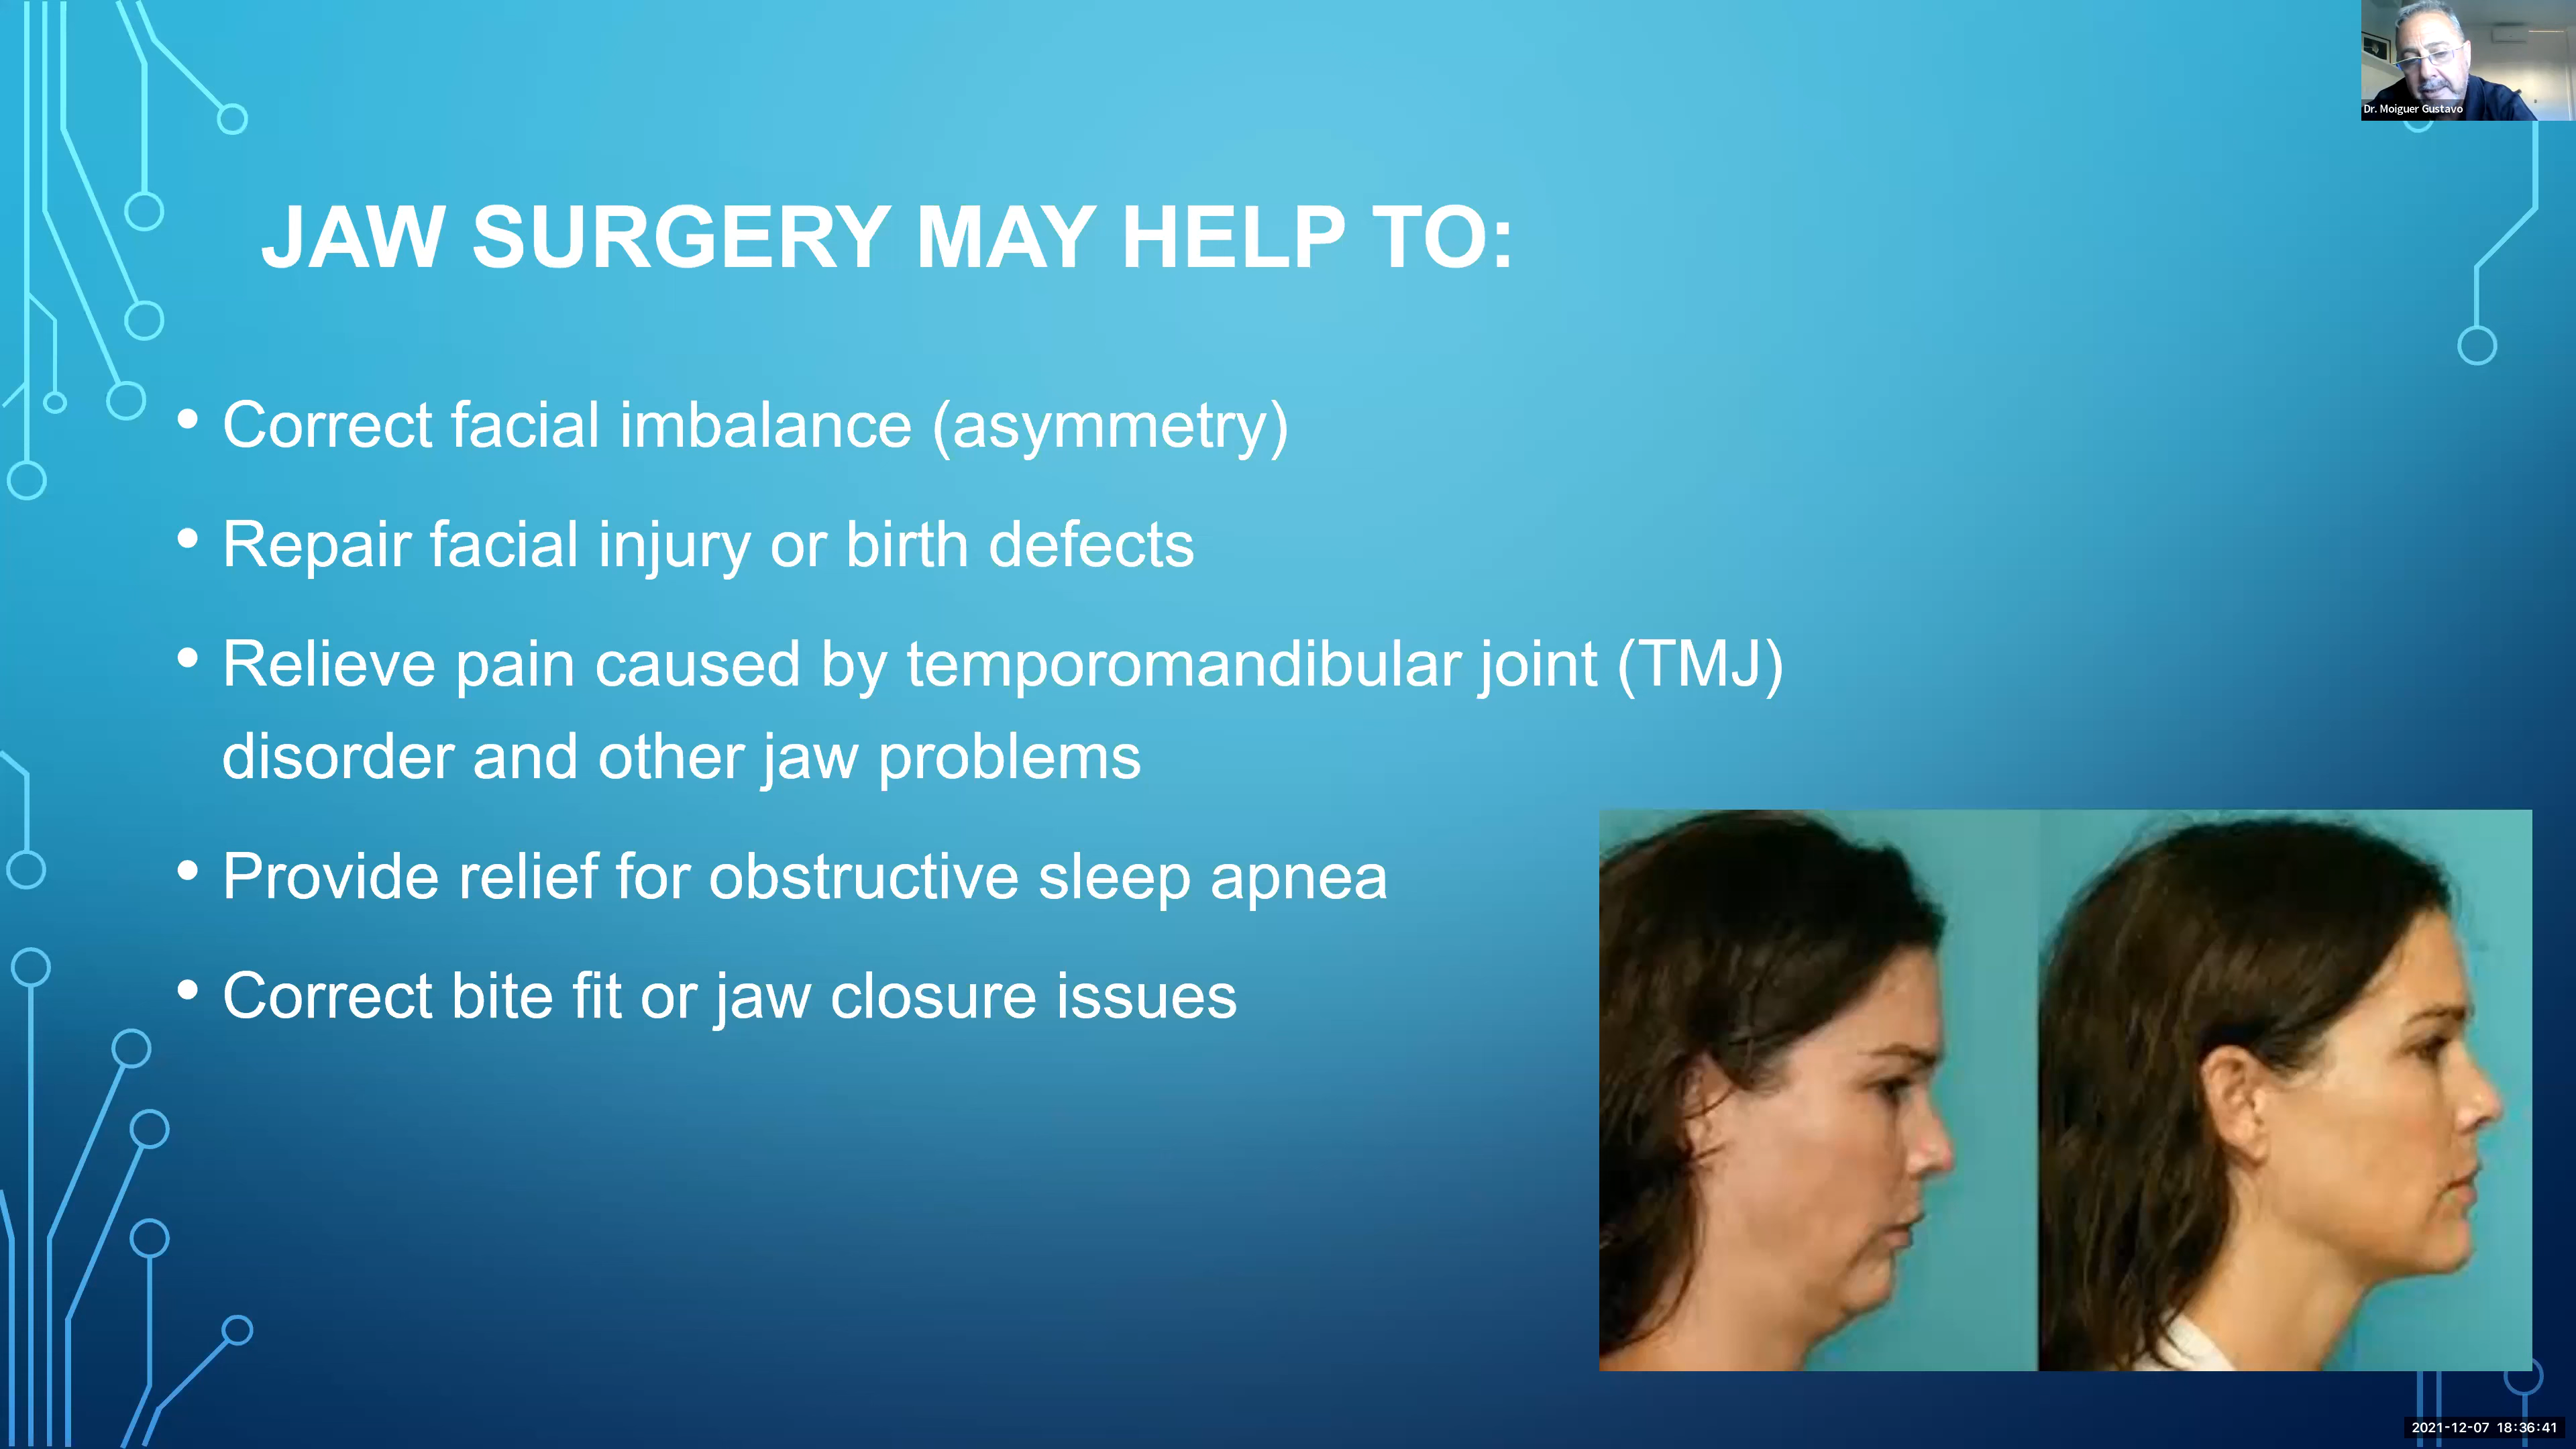 Dr. Moiguer Gustavo
JAW SURGERY MAY HELP TO:
• Correct facial imbalance (asymmetry)
• Repair facial injury or birth defects
• Relieve pain caused by temporomandibular joint (TMJ)
disorder and other jaw problems
• Provide relief for obstructive sleep apnea
• Correct bite fit or jaw closure issues
2021-12-07 18:36:41